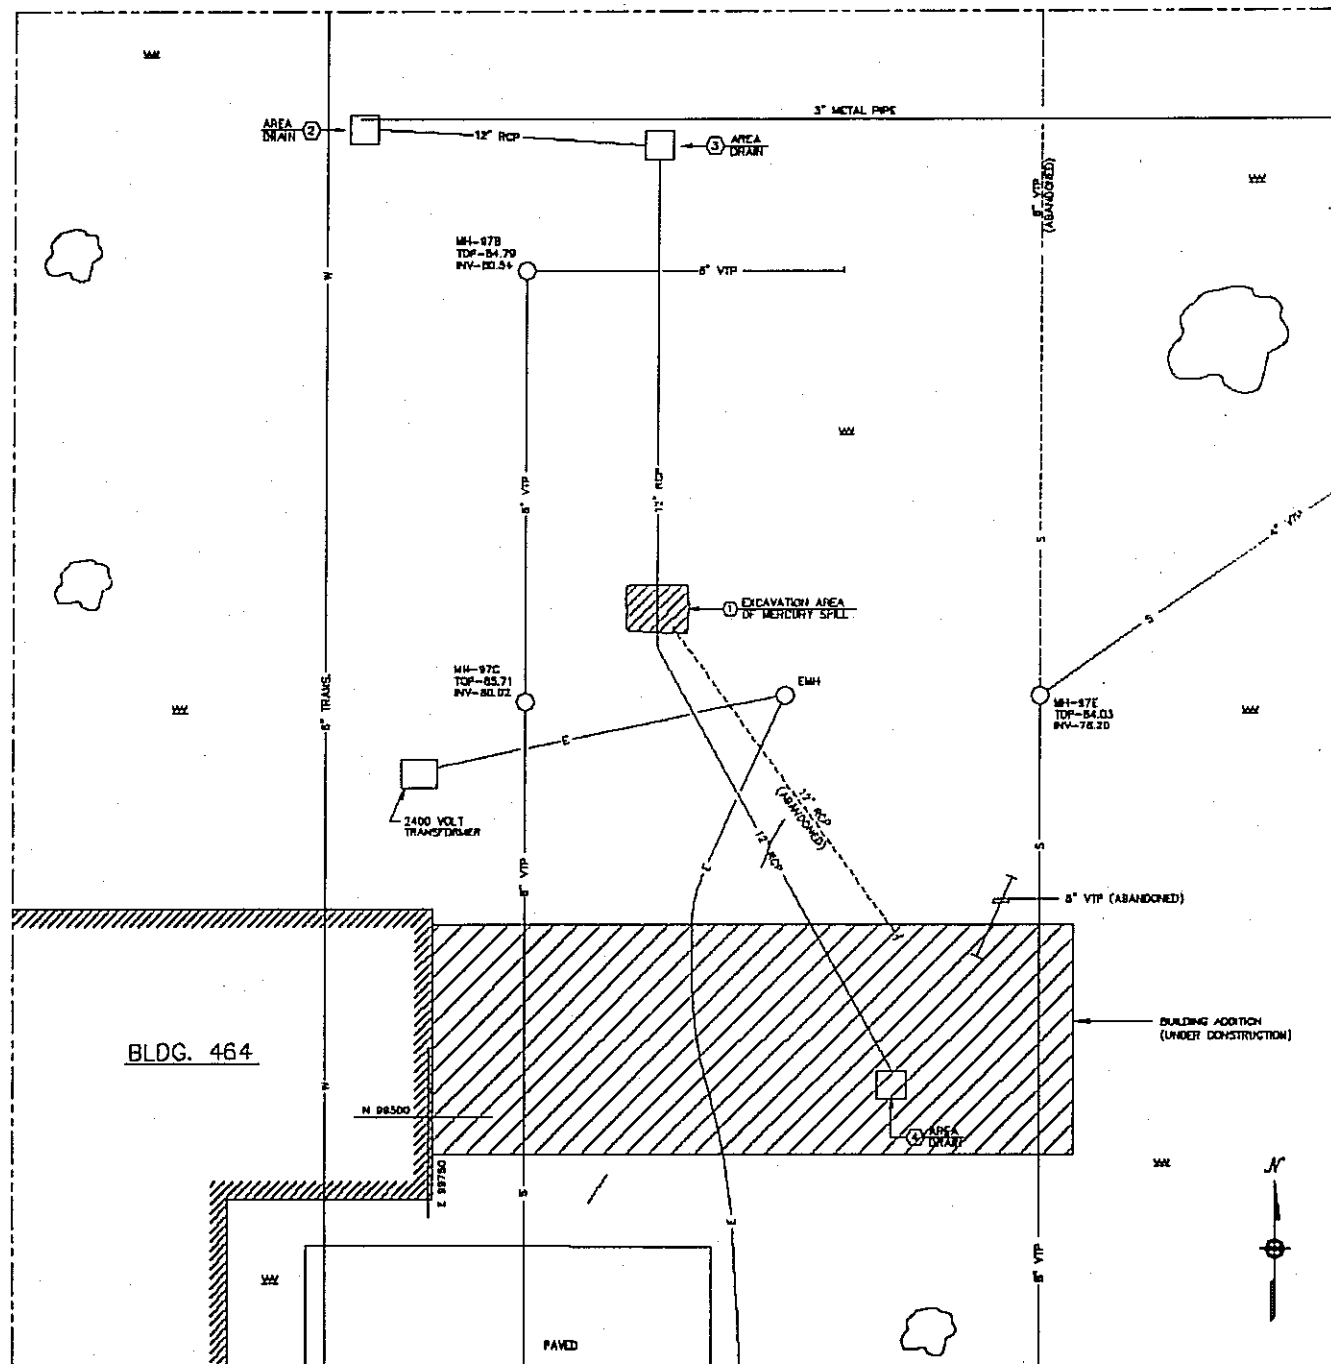 3" METAL PIPE
AREA
DRAIN
2
12" RCP
3
AREA
DRAIN
8" VTP
(ABANDONED)
MH-97B
TOP-84.79
INV-80.54
8" VTP
W
8" VTP
12" RCP
S
4" VTP
S
1
EXCAVATION AREA
OF MERCURY SPILL
MH-97C
TOP-85.71
INV-80.02
EMH
MH-97E
TOP-84.03
INV-78.20
8" TRANS.
E
2400 VOLT
TRANSFORMER
12" RCP
(ABANDONED)
12" RCP
S
E
8" VTP
8" VTP (ABANDONED)
BUILDING ADDITION
(UNDER CONSTRUCTION)
BLDG. 464
W
N 98500
4
AREA
DRAIN
E 99750
S
E
N
8" VTP
PAVED